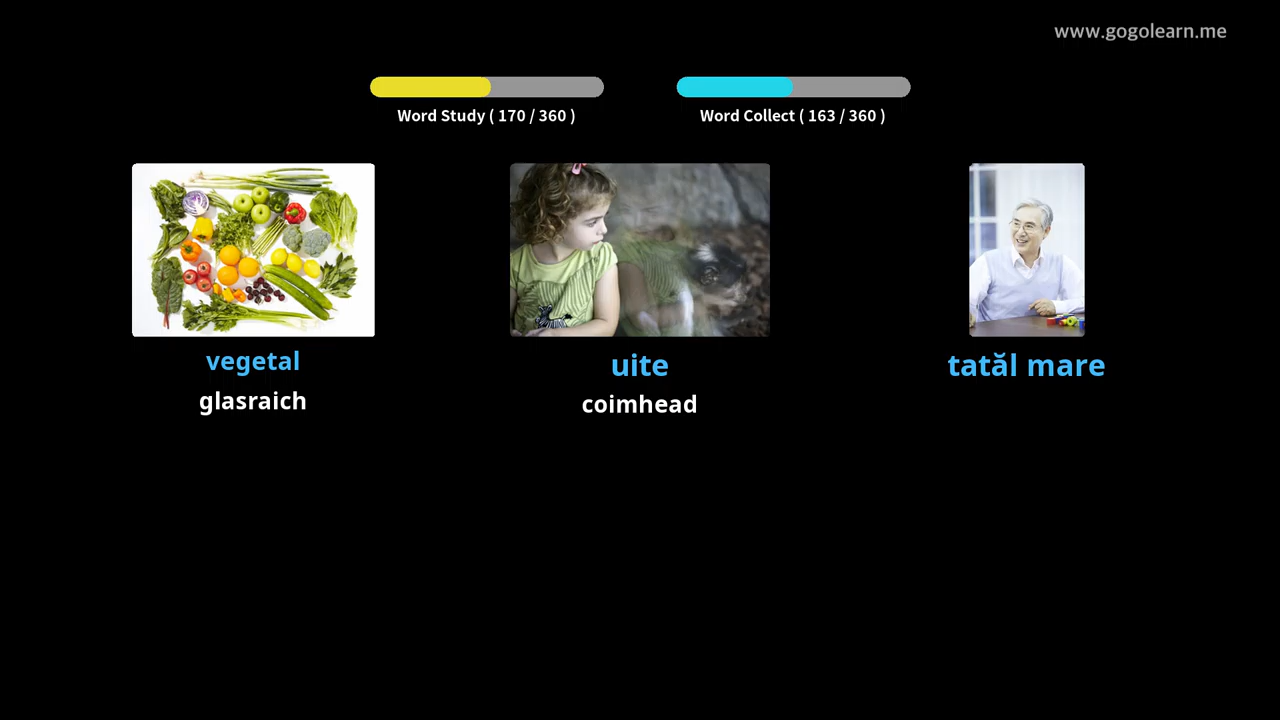 www.gogolearn.me
Word Study ( 170 / 360 )
Word Collect ( 163 / 360 )
vegetal
glasraich
uite
coimhead
tatăl mare